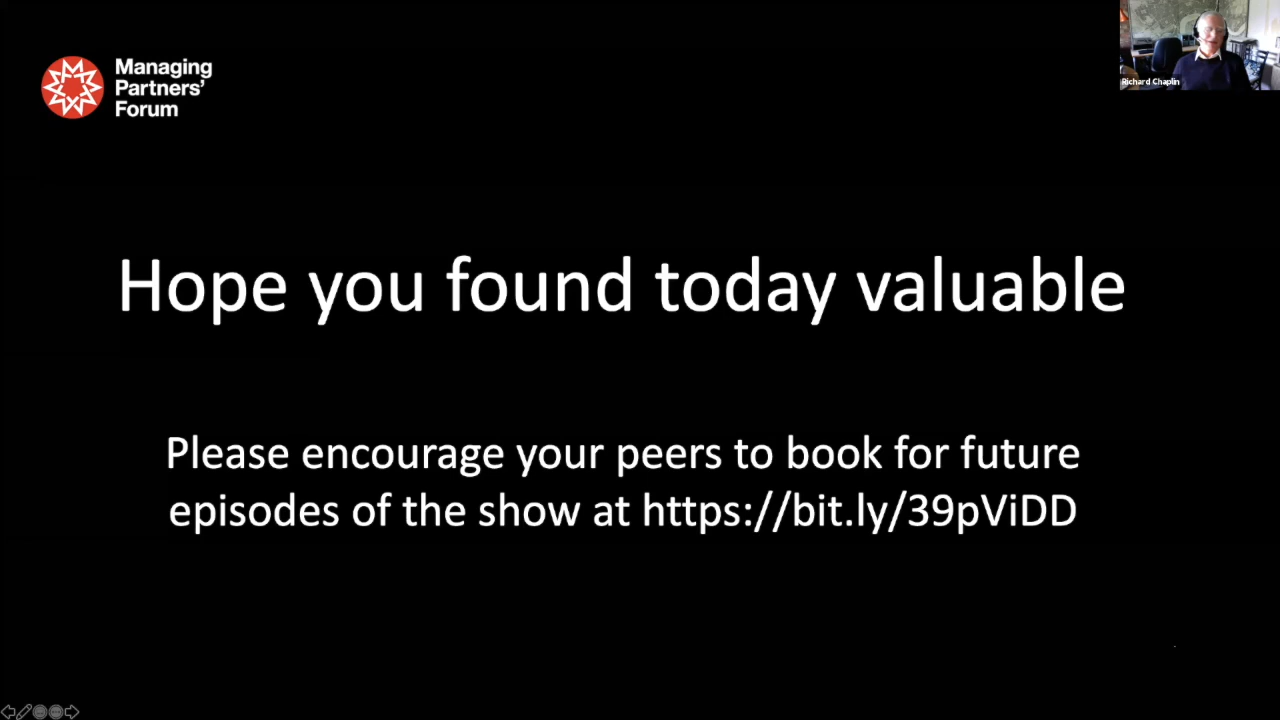 Managing
Partners'
Forum
Richard Chaplin
Hope you found today valuable
Please encourage your peers to book for future
episodes of the show at https://bit.ly/39pViDD